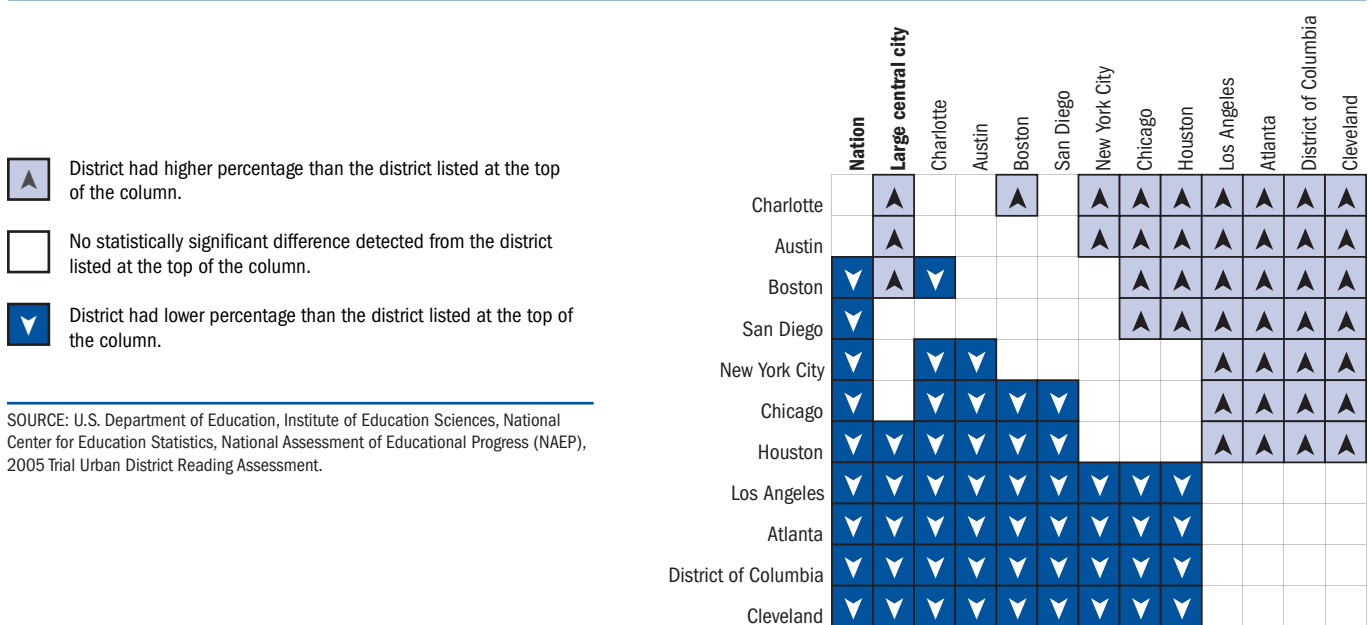 Nation
Large central city
Charlotte
Austin
Boston
San Diego
New York City
Chicago
Houston
Los Angeles
Atlanta
District of Columbia
Cleveland
District had higher percentage than the district listed at the top
of the column.
No statistically significant difference detected from the district
listed at the top of the column.
District had lower percentage than the district listed at the top of
the column.
SOURCE: U.S. Department of Education, Institute of Education Sciences, National
Center for Education Statistics, National Assessment of Educational Progress (NAEP),
2005 Trial Urban District Reading Assessment.
Charlotte
Austin
Boston
San Diego
New York City
Chicago
Houston
Los Angeles
Atlanta
District of Columbia
Cleveland